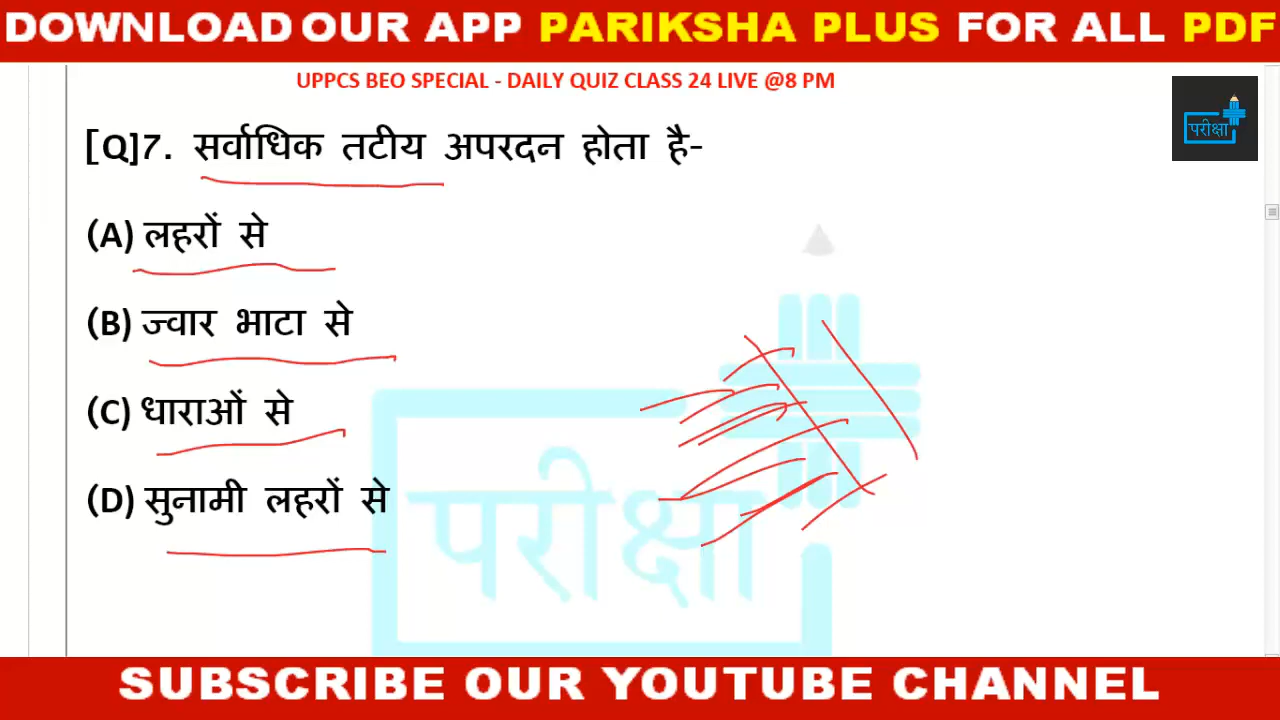 DOWNLOAD OUR APP PARIKSHA PLUS FOR ALL PDF
UPPCS BEO SPECIAL - DAILY QUIZ CLASS 24 LIVE @8 PM
परीक्षा
[Q]7. सर्वाधिक तटीय अपरदन होता है-
(A) लहरों से
(B) ज्वार भाटा से
(C) धाराओं से
(D) सुनामी लहरों से
परीक्षा
SUBSCRIBE OUR YOUTUBE CHANNEL